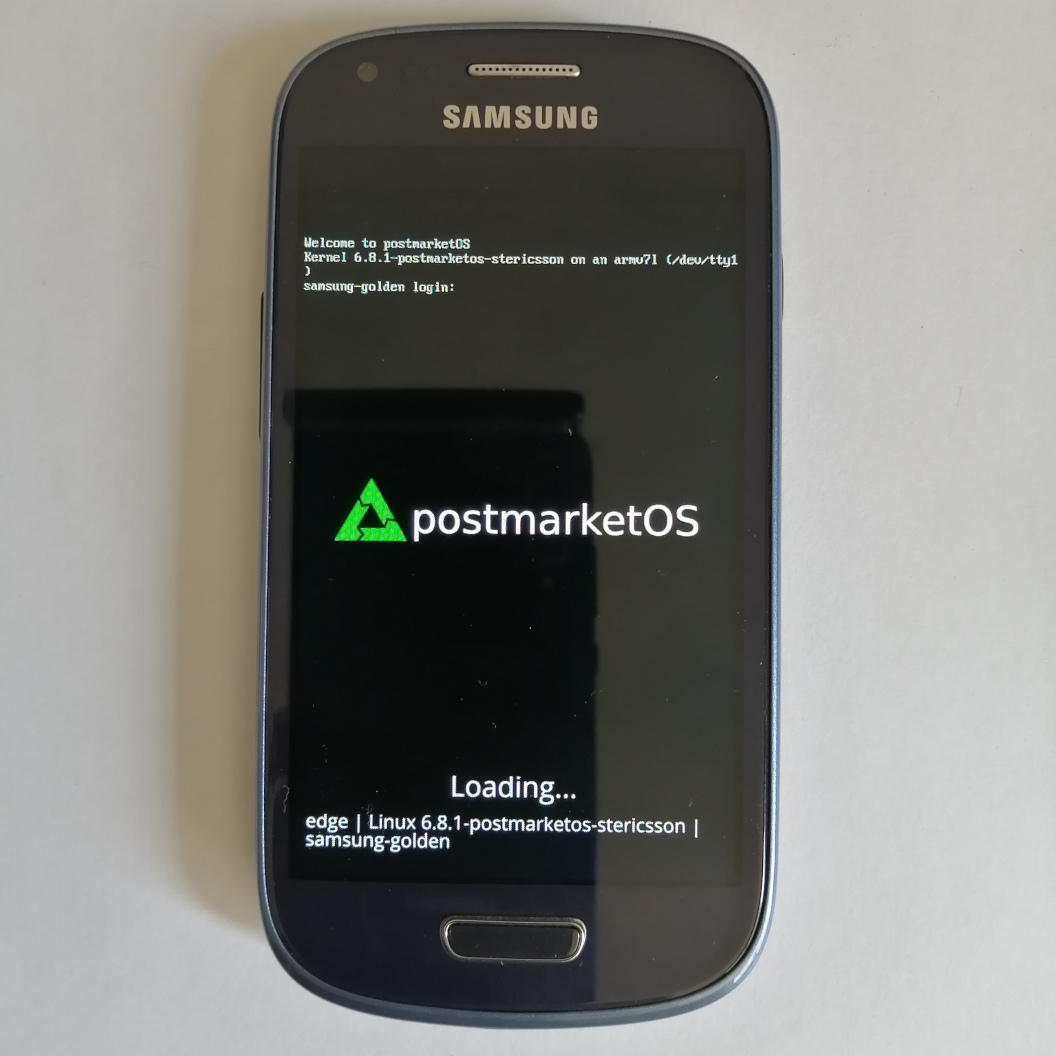 SAMSUNG
Welcome to postmarketOS
Kernel 6.8.1-postmarketos-stericsson on an armv7l (/dev/tty1
)
samsung-golden login:
postmarketOS
Loading...
edge | Linux 6.8.1-postmarketos-stericsson |
samsung-golden